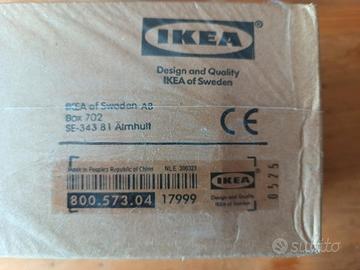 IKEA
Design and Quality
IKEA of Sweden
IKEA of Sweden AB
Box 702
SE-343 81 Älmhult
CE
Made in Peoples Republic of China
800.573.04
17999
IKEA
Design and Quality
IKEA of Sweden
0525
subito